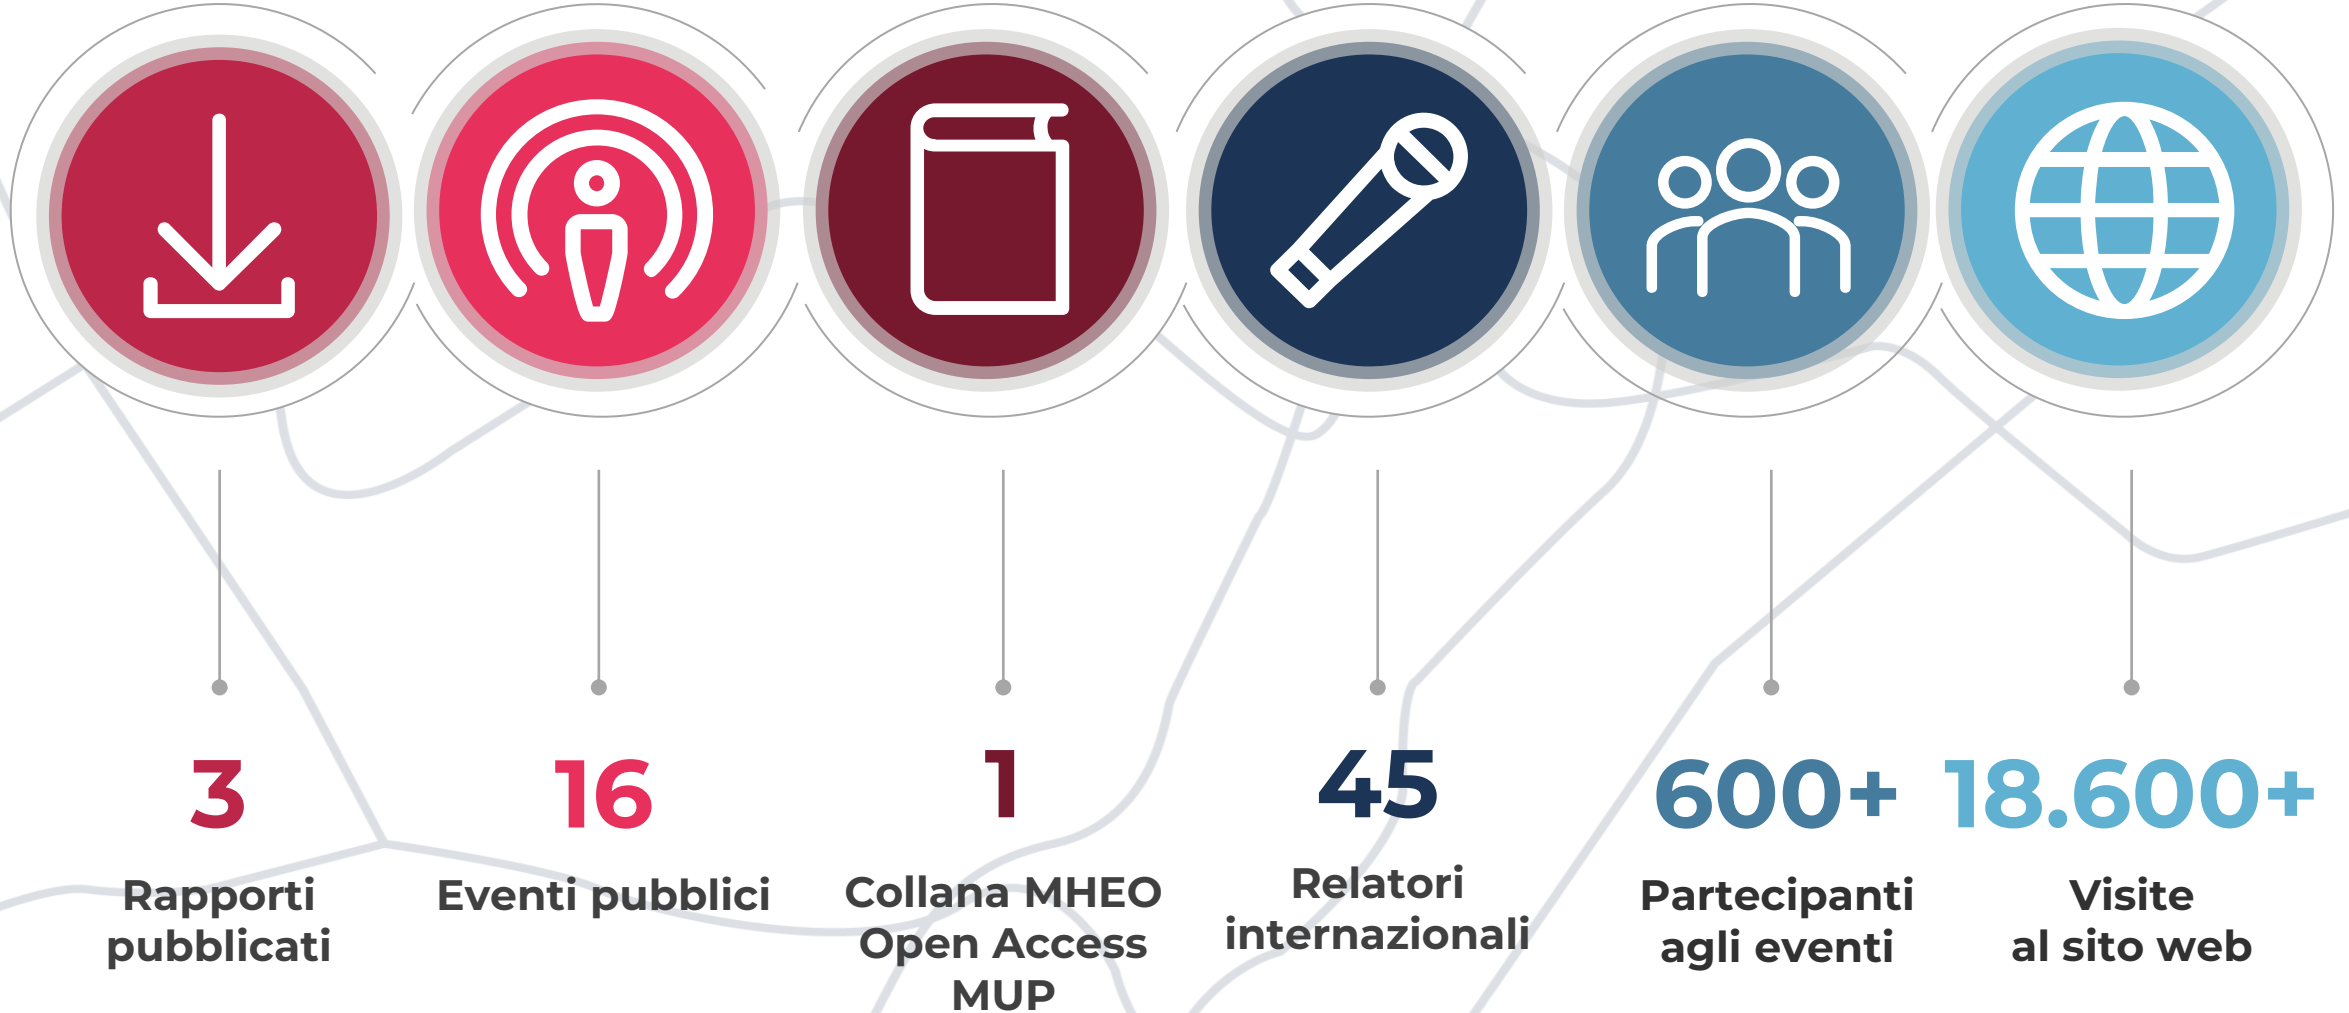 3
Rapporti
pubblicati
16
Eventi pubblici
1
Collana MHEO
Open Access
MUP
45
Relatori
internazionali
600+
Partecipanti
agli eventi
18.600+
Visite
al sito web